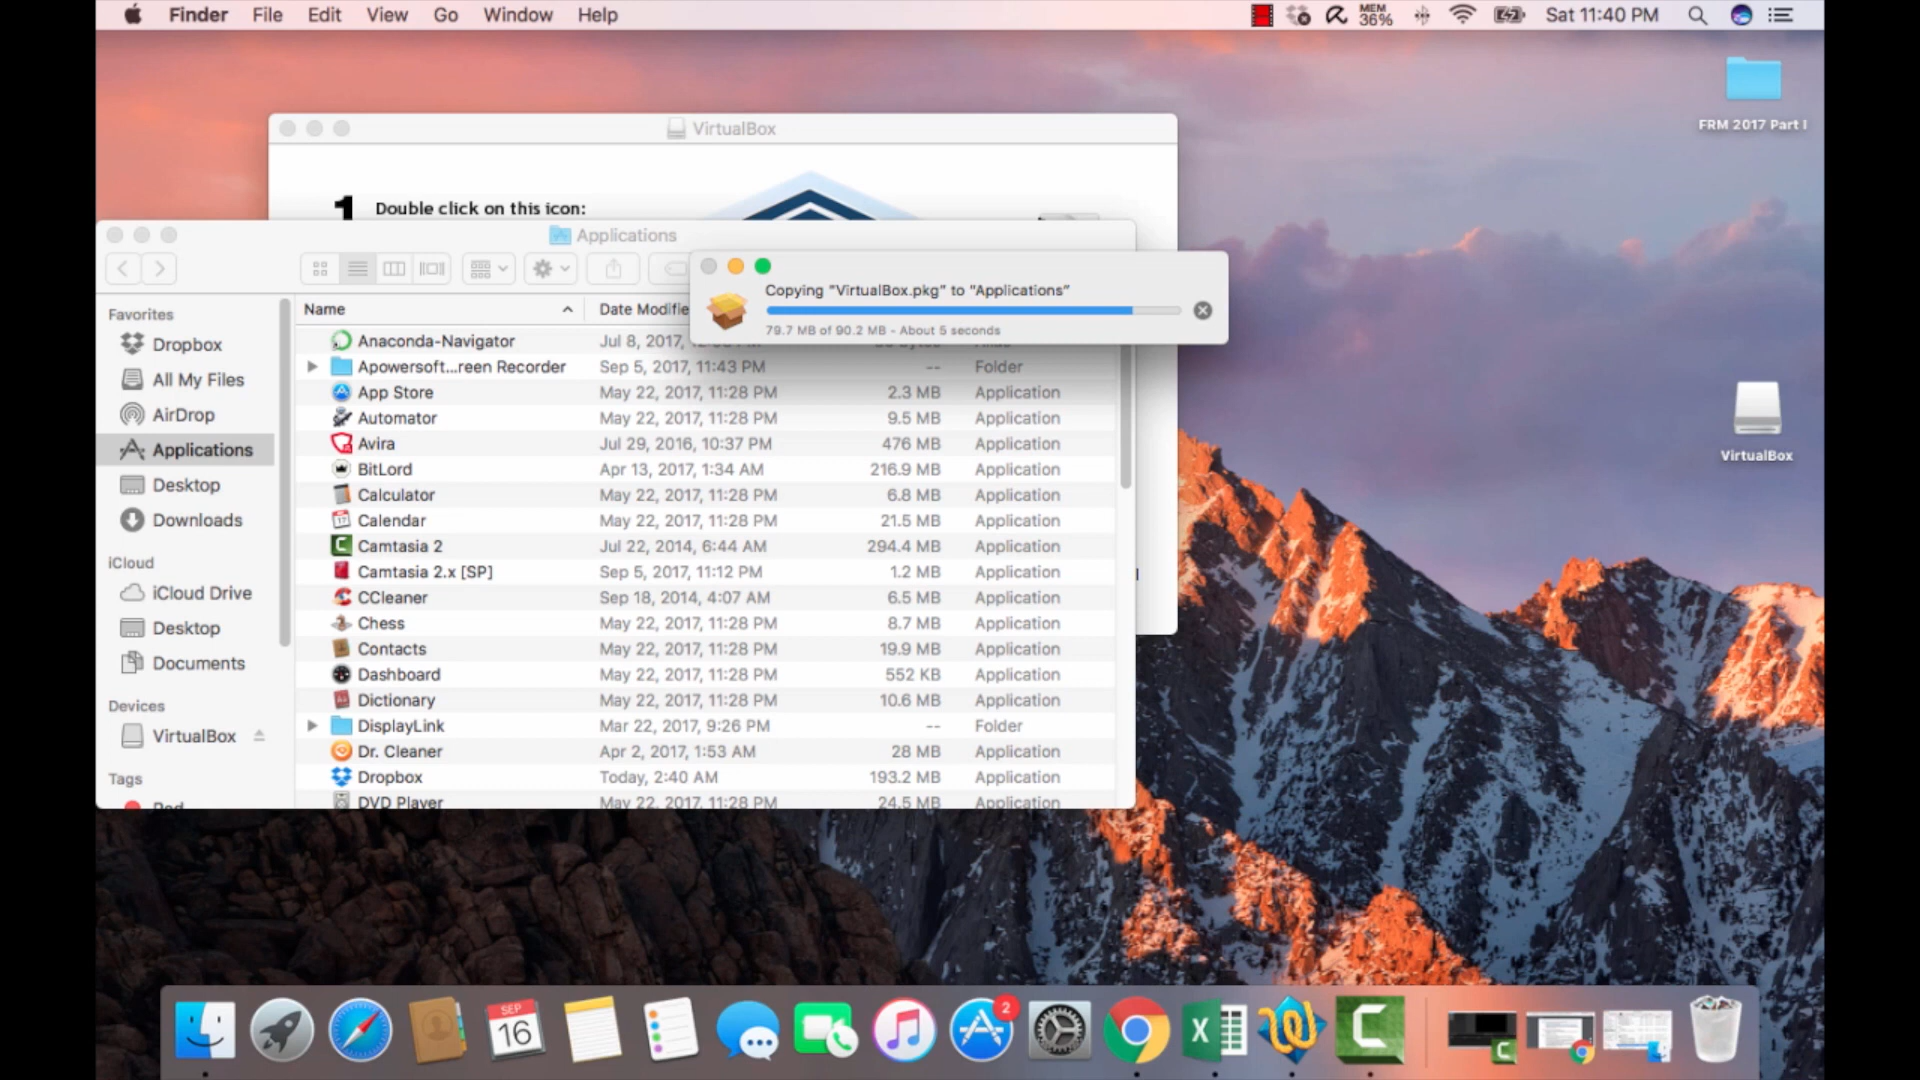 Finder File Edit View Go Window Help
MEM
36%
Sat 11:40 PM
FRM 2017 Part I
VirtualBox
1 Double click on this icon:
Applications
Copying "VirtualBox.pkg" to "Applications"
79.7 MB of 90.2 MB - About 5 seconds
Name Date Modifie
Favorites
Dropbox
All My Files
AirDrop
Applications
Desktop
Downloads
iCloud
iCloud Drive
Desktop
Documents
Devices
VirtualBox
Tags
Red
Anaconda-Navigator Jul 8, 2017,
Apowersoft...reen Recorder Sep 5, 2017, 11:43 PM -- Folder
App Store May 22, 2017, 11:28 PM 2.3 MB Application
Automator May 22, 2017, 11:28 PM 9.5 MB Application
Avira Jul 29, 2016, 10:37 PM 476 MB Application
BitLord Apr 13, 2017, 1:34 AM 216.9 MB Application
Calculator May 22, 2017, 11:28 PM 6.8 MB Application
Calendar May 22, 2017, 11:28 PM 21.5 MB Application
Camtasia 2 Jul 22, 2014, 6:44 AM 294.4 MB Application
Camtasia 2.x [SP] Sep 5, 2017, 11:12 PM 1.2 MB Application
CCleaner Sep 18, 2014, 4:07 AM 6.5 MB Application
Chess May 22, 2017, 11:28 PM 8.7 MB Application
Contacts May 22, 2017, 11:28 PM 19.9 MB Application
Dashboard May 22, 2017, 11:28 PM 552 KB Application
Dictionary May 22, 2017, 11:28 PM 10.6 MB Application
DisplayLink Mar 22, 2017, 9:26 PM -- Folder
Dr. Cleaner Apr 2, 2017, 1:53 AM 28 MB Application
Dropbox Today, 2:40 AM 193.2 MB Application
DVD Player May 22, 2017, 11:28 PM 24.5 MB Application
VirtualBox
SEP
16
2